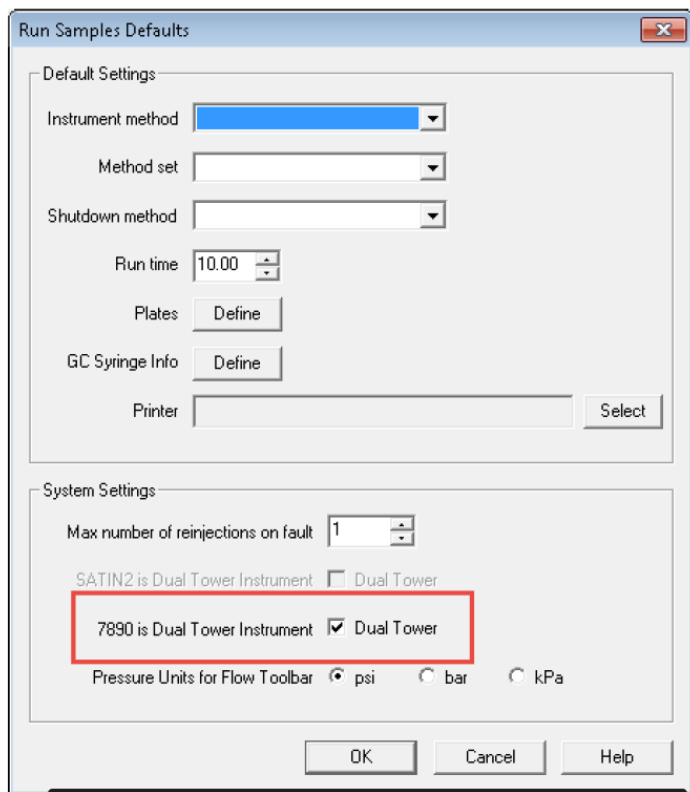 Run Samples Defaults
Default Settings
Instrument method
Method set
Shutdown method
Run time 10.00
Plates Define
GC Syringe Info Define
Printer Select
System Settings
Max number of reinjections on fault 1
SATIN2 is Dual Tower Instrument Dual Tower
7890 is Dual Tower Instrument Dual Tower
Pressure Units for Flow Toolbar psi bar kPa
OK Cancel Help